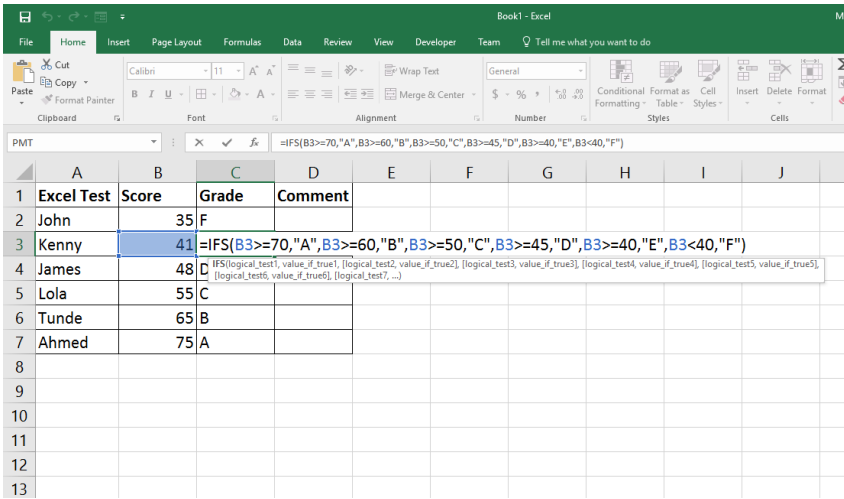 Book1 - Excel
File Home Insert Page Layout Formulas Data Review View Developer Team Tell me what you want to do
Cut
Copy
Format Painter
Paste
Calibri 11 A A
B I U A
Wrap Text
Merge & Center
General
$ % , .0 .00 .00 .0
Conditional Formatting
Format as Table
Cell Styles
Insert Delete Format
Clipboard Font Alignment Number Styles Cells
PMT fx =IFS(B3>=70,"A",B3>=60,"B",B3>=50,"C",B3>=45,"D",B3>=40,"E",B3<40,"F")
A B C D E F G H I J
1 Excel Test Score Grade Comment
2 John 35 F
3 Kenny 41 =IFS(B3>=70,"A",B3>=60,"B",B3>=50,"C",B3>=45,"D",B3>=40,"E",B3<40,"F")
IFS(logical_test1, value_if_true1, [logical_test2, value_if_true2], [logical_test3, value_if_true3], [logical_test4, value_if_true4], [logical_test5, value_if_true5],
[logical_test6, value_if_true6], [logical_test7, ...)
4 James 48 D
5 Lola 55 C
6 Tunde 65 B
7 Ahmed 75 A
8
9
10
11
12
13